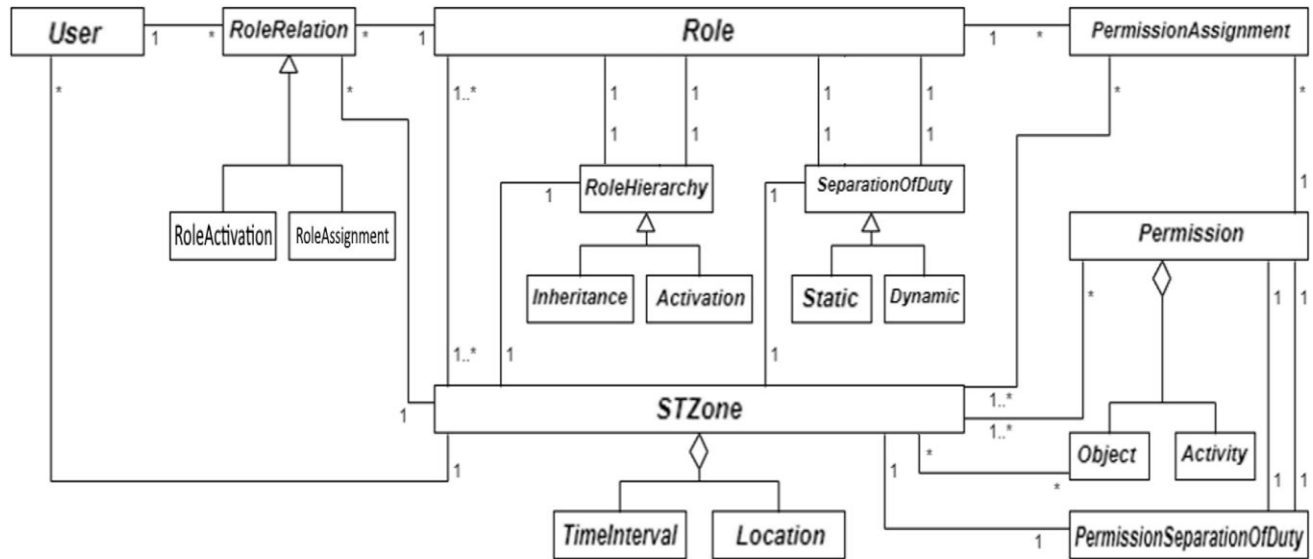 User 1 * RoleRelation * 1 Role 1 * PermissionAssignment
* * 1..* 1 1 1 1 * *
1 1 1 1
1 RoleHierarchy 1 SeparationOfDuty 1
RoleActivation RoleAssignment Permission
Inheritance Activation Static Dynamic * 1 1
1..* 1 1
1 STZone 1..*
1..*
Object Activity
1 1 * * 1 1
TimeInterval Location 1 PermissionSeparationOfDuty